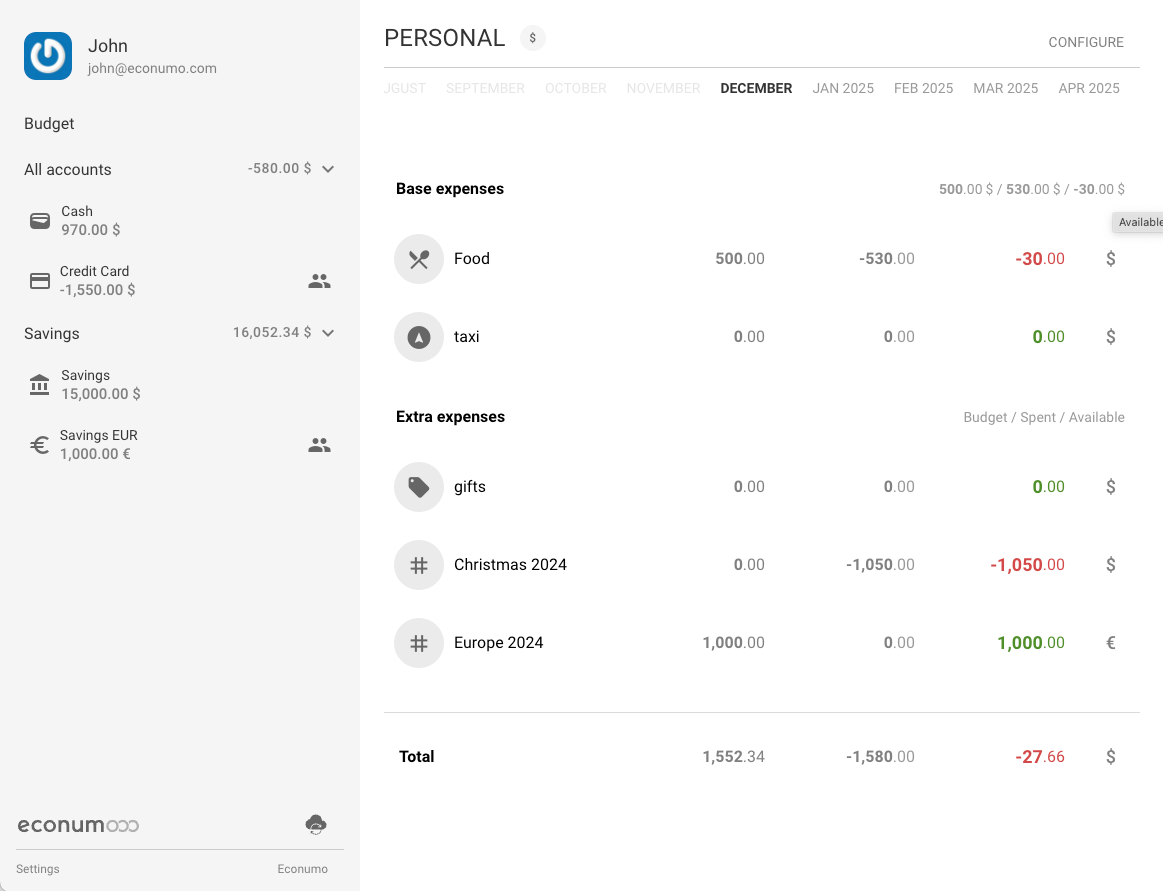 John
john@econumo.com
Budget
All accounts -580.00 $
Cash
970.00 $
Credit Card
-1,550.00 $
Savings 16,052.34 $
Savings
15,000.00 $
Savings EUR
1,000.00 €
econumo
Settings Econumo
PERSONAL $
CONFIGURE
JGUST SEPTEMBER OCTOBER NOVEMBER DECEMBER JAN 2025 FEB 2025 MAR 2025 APR 2025
Base expenses 500.00 $ / 530.00 $ / -30.00 $
Available
Food 500.00 -530.00 -30.00 $
taxi 0.00 0.00 0.00 $
Extra expenses Budget / Spent / Available
gifts 0.00 0.00 0.00 $
Christmas 2024 0.00 -1,050.00 -1,050.00 $
Europe 2024 1,000.00 0.00 1,000.00 €
Total 1,552.34 -1,580.00 -27.66 $